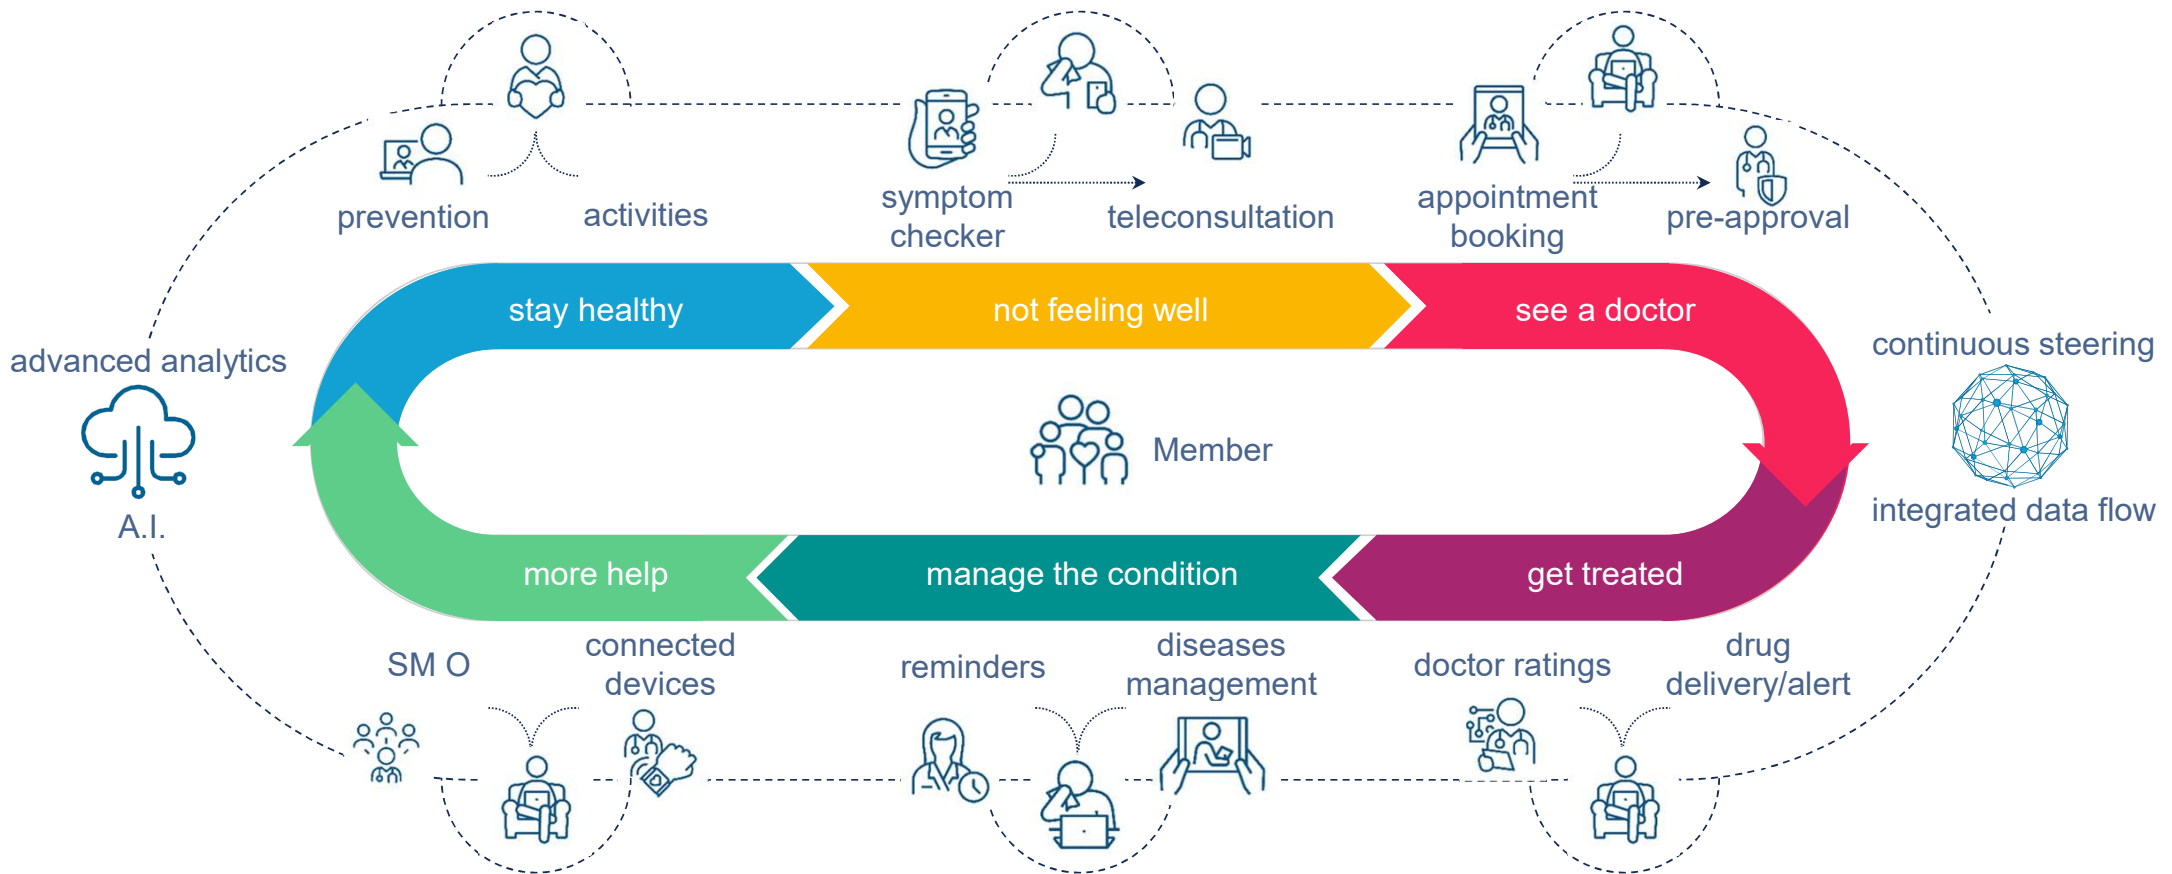 prevention
activities
symptom
checker
teleconsultation
appointment
booking
pre-approval
stay healthy
not feeling well
see a doctor
advanced analytics
A.I.
Member
continuous steering
integrated data flow
more help
manage the condition
get treated
SM O
connected
devices
reminders
diseases
management
doctor ratings
drug
delivery/alert